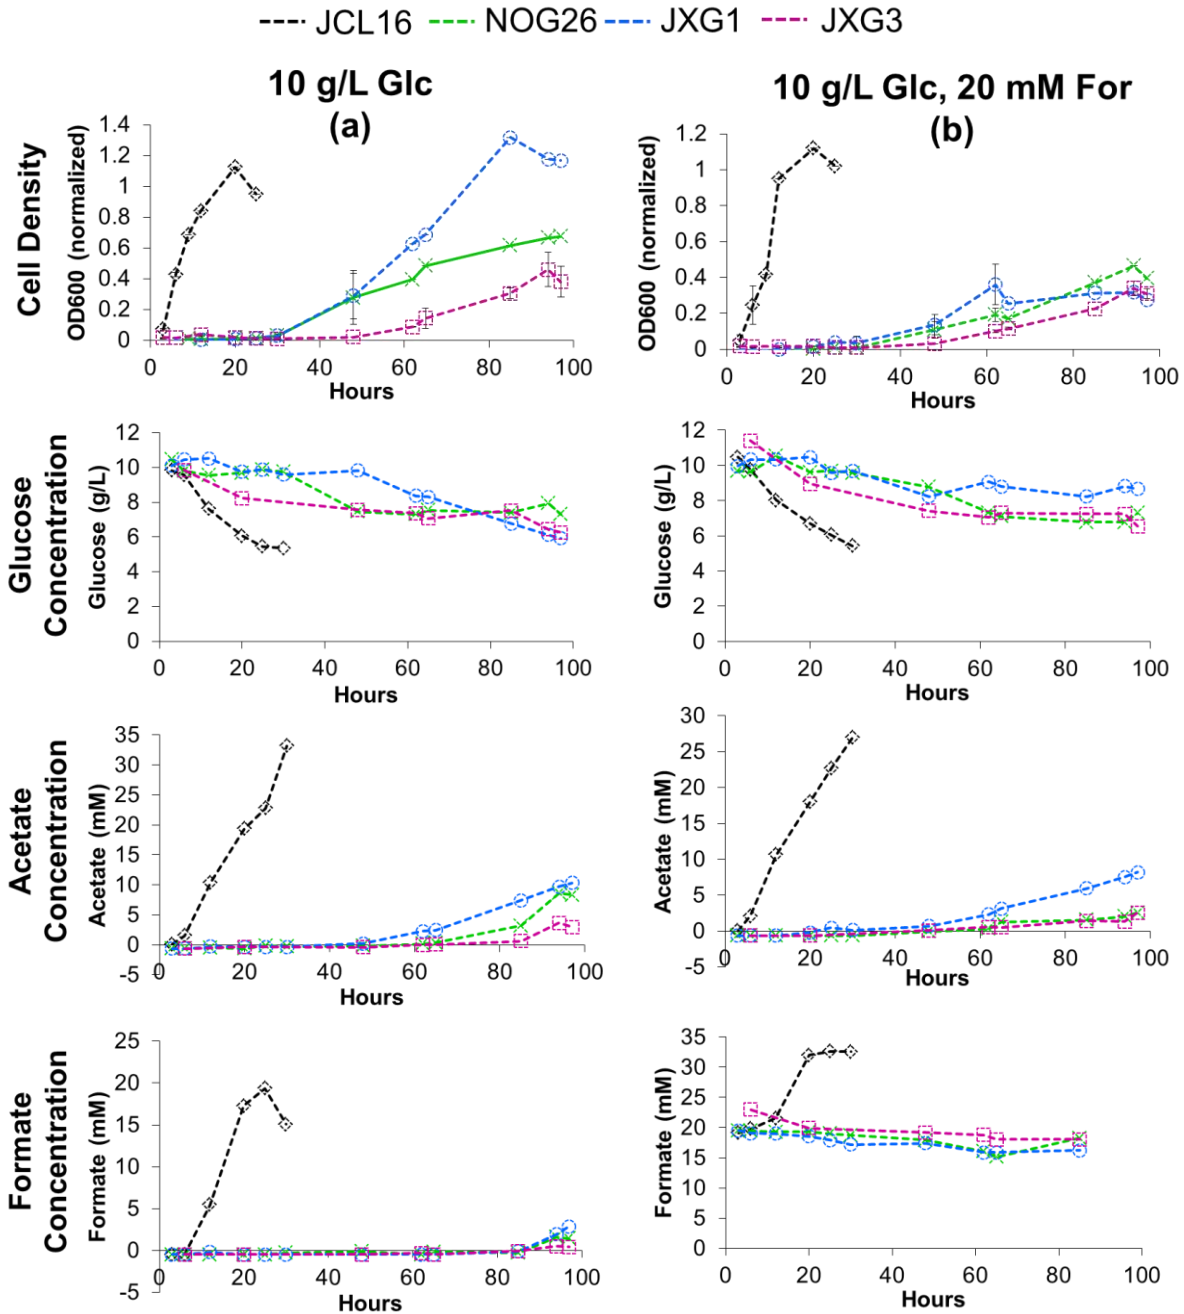 JCL16 NOG26 JXG1 JXG3
10 g/L Glc
(a)
10 g/L Glc, 20 mM For
(b)
Cell Density
OD600 (normalized)
1.4
1.2
1
0.8
0.6
0.4
0.2
0
0 20 40 60 80 100
Hours
OD600 (normalized)
1.2
1
0.8
0.6
0.4
0.2
0
0 20 40 60 80 100
Hours
Glucose
Concentration
Glucose (g/L)
12
10
8
6
4
2
0
0 20 40 60 80 100
Hours
Glucose (g/L)
12
10
8
6
4
2
0
0 20 40 60 80 100
Hours
Acetate
Concentration
Acetate (mM)
35
30
25
20
15
10
5
0
-5
0 20 40 60 80 100
Hours
Acetate (mM)
30
25
20
15
10
5
0
-5
0 20 40 60 80 100
Hours
Formate
Concentration
Formate (mM)
25
20
15
10
5
0
-5
0 20 40 60 80 100
Hours
Formate (mM)
35
30
25
20
15
10
5
0
0 20 40 60 80 100
Hours